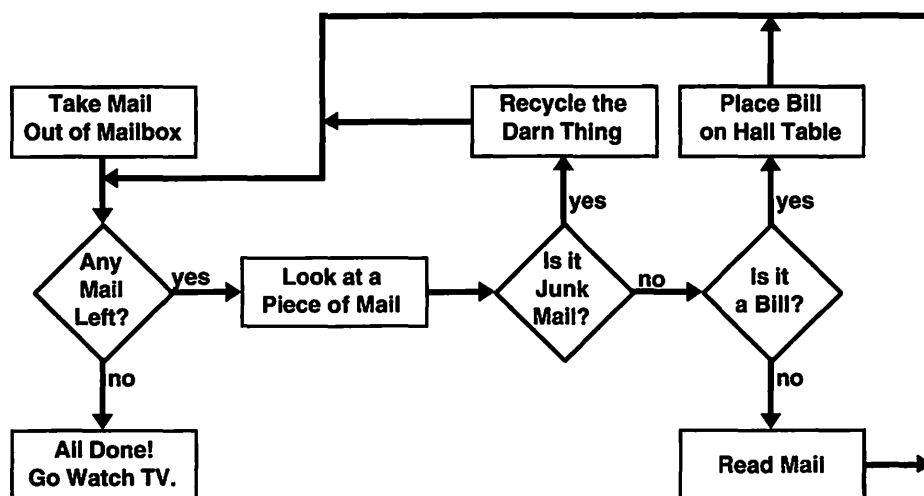 Take Mail
Out of Mailbox
Recycle the
Darn Thing
Place Bill
on Hall Table
yes
yes
Any
Mail
Left?
yes
Look at a
Piece of Mail
Is it
Junk
Mail?
no
Is it
a Bill?
no
no
All Done!
Go Watch TV.
Read Mail